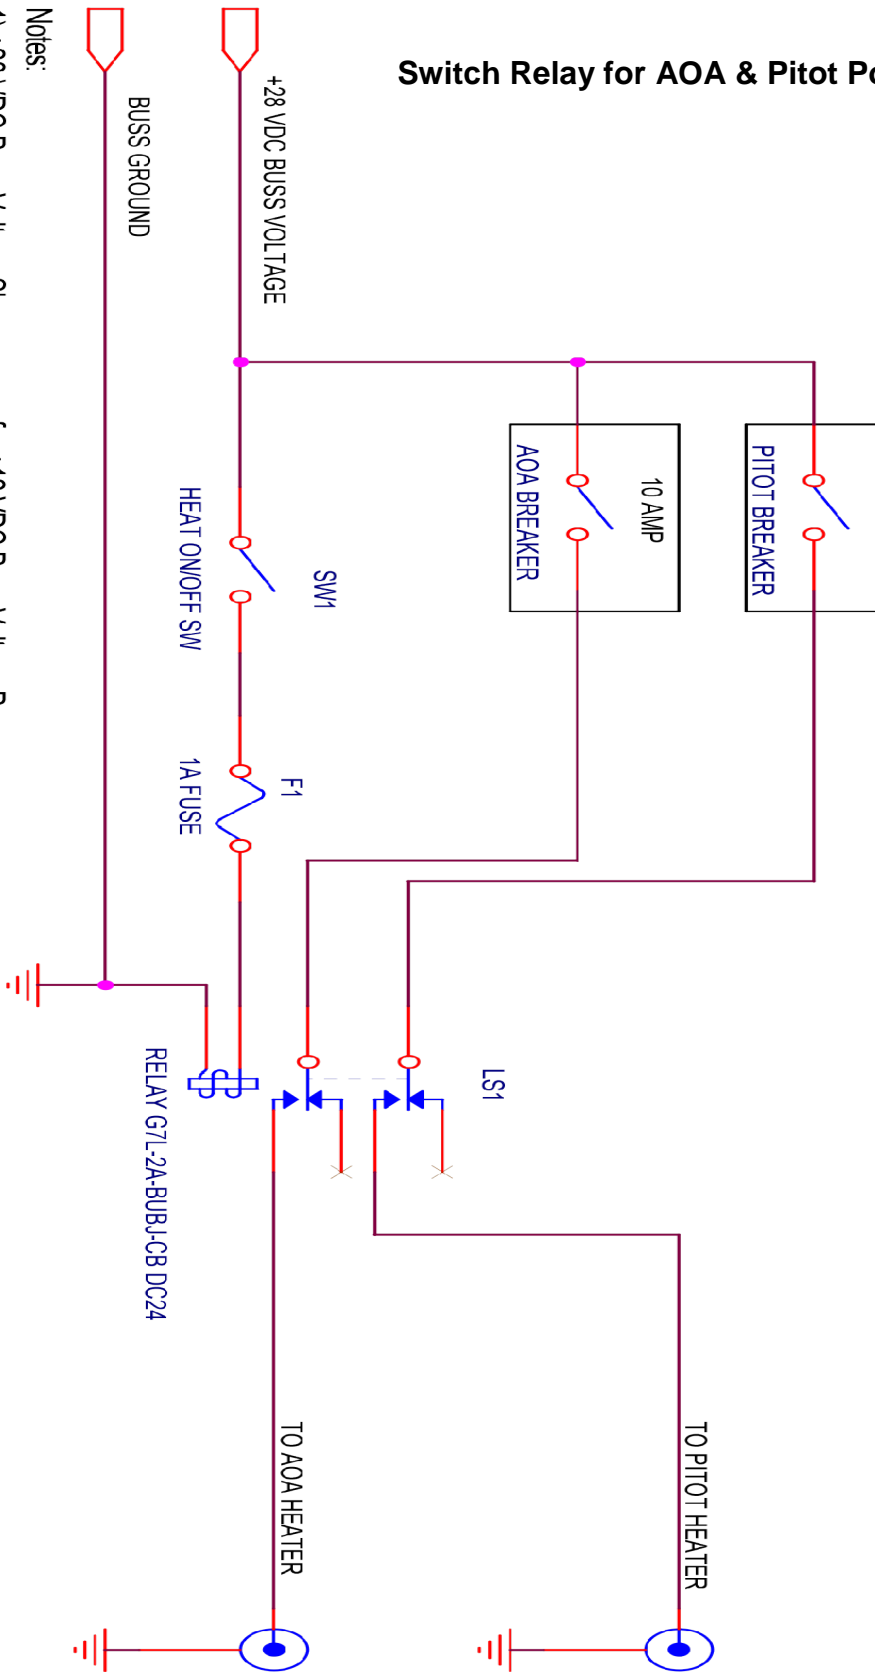 Switch Relay for AOA & Pitot
+28 VDC BUSS VOLTAGE
BUSS GROUND
PITOT BREAKER
10 AMP
AOA BREAKER
SW1
HEAT ON/OFF SW
F1
1A FUSE
LS1
RELAY G7L-2A-BUBJ-CB DC24
TO PITOT HEATER
TO AOA HEATER
Notes: